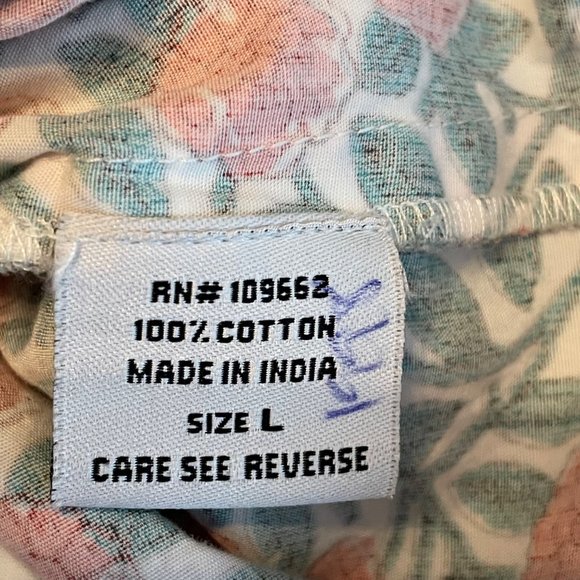 RN# 109662
100% COTTON
MADE IN INDIA
SIZE L
CARE SEE REVERSE